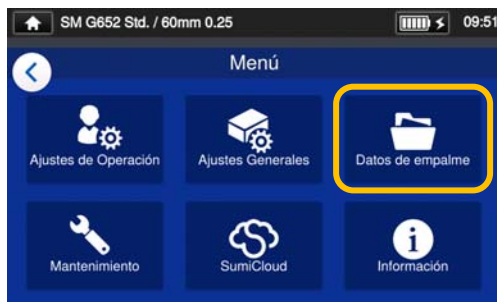 SM G652 Std. / 60mm 0.25
09:51
Menú
Ajustes de Operación
Ajustes Generales
Datos de empalme
Mantenimiento
SumiCloud
Información